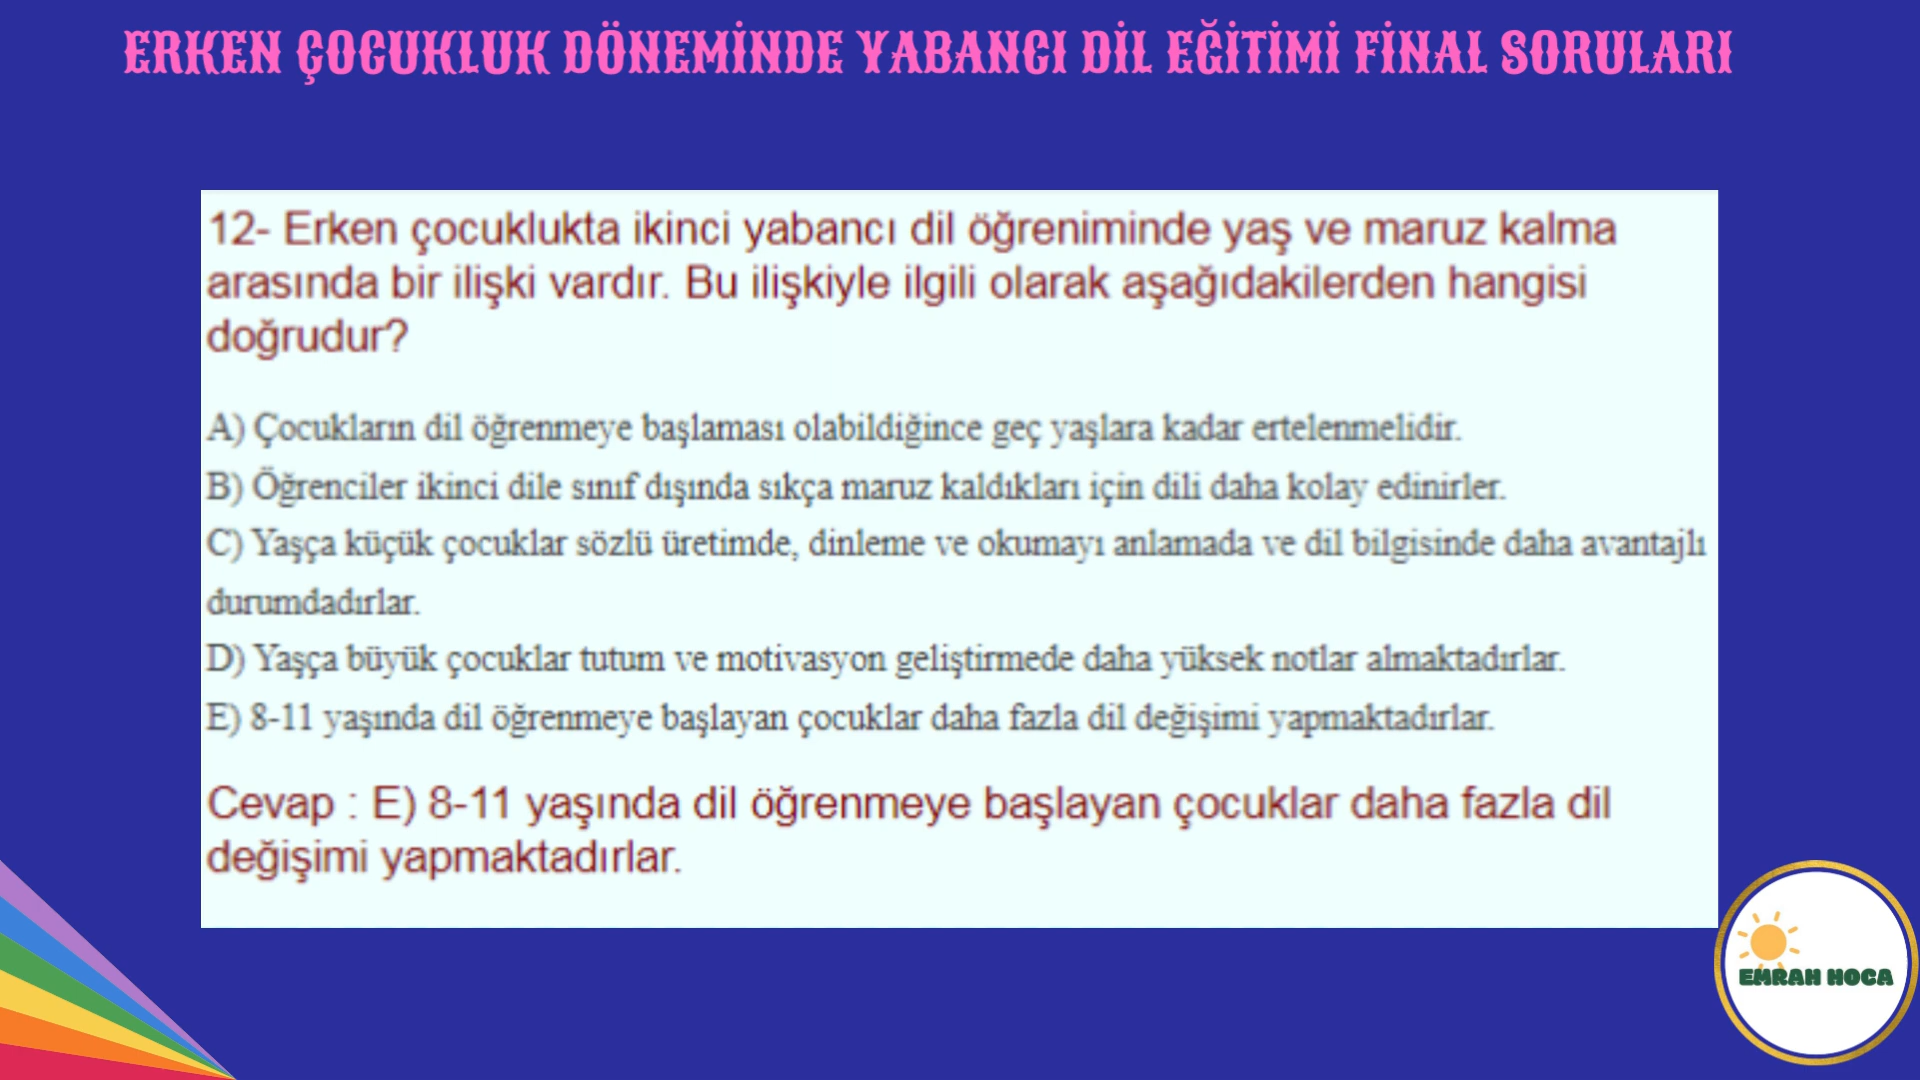 ERKEN ÇOCUKLUK DÖNEMİNDE YABANCI DİL EĞİTİMİ FİNAL SORULARI
12- Erken çocuklukta ikinci yabancı dil öğreniminde yaş ve maruz kalma
arasında bir ilişki vardır. Bu ilişkiyle ilgili olarak aşağıdakilerden hangisi
doğrudur?
A) Çocukların dil öğrenmeye başlaması olabildiğince geç yaşlara kadar ertelenmelidir.
B) Öğrenciler ikinci dile sınıf dışında sıkça maruz kaldıkları için dili daha kolay edinirler.
C) Yaşça küçük çocuklar sözlü üretimde, dinleme ve okumayı anlamada ve dil bilgisinde daha avantajlı
durumdadırlar.
D) Yaşça büyük çocuklar tutum ve motivasyon geliştirmede daha yüksek notlar almaktadırlar.
E) 8-11 yaşında dil öğrenmeye başlayan çocuklar daha fazla dil değişimi yapmaktadırlar.
Cevap : E) 8-11 yaşında dil öğrenmeye başlayan çocuklar daha fazla dil
değişimi yapmaktadırlar.
EMRAH HOCA